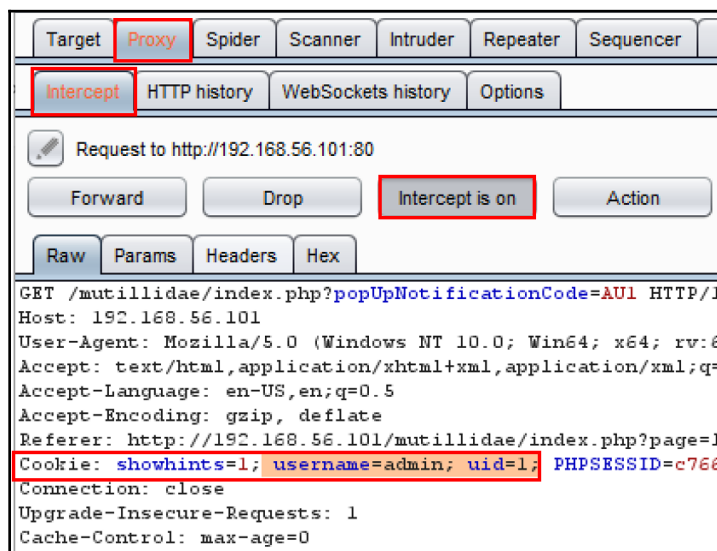 Target Proxy Spider Scanner Intruder Repeater Sequencer
Intercept HTTP history WebSockets history Options
Request to http://192.168.56.101:80
Forward Drop Intercept is on Action
Raw Params Headers Hex
GET /mutillidae/index.php?popUpNotificationCode=AU1 HTTP/1
Host: 192.168.56.101
User-Agent: Mozilla/5.0 (Windows NT 10.0; Win64; x64; rv:6
Accept: text/html,application/xhtml+xml,application/xml;q=
Accept-Language: en-US,en;q=0.5
Accept-Encoding: gzip, deflate
Referer: http://192.168.56.101/mutillidae/index.php?page=l
Cookie: showhints=1; username=admin; uid=1; PHPSESSID=c766
Connection: close
Upgrade-Insecure-Requests: 1
Cache-Control: max-age=0